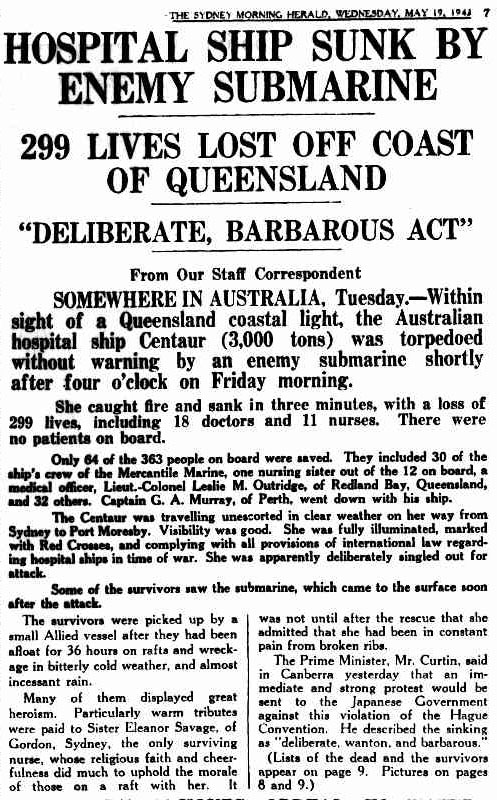 THE SYDNEY MORNING HERALD, WEDNESDAY, MAY 19, 1943 7
HOSPITAL SHIP SUNK BY
ENEMY SUBMARINE
299 LIVES LOST OFF COAST
OF QUEENSLAND
"DELIBERATE, BARBAROUS ACT"
From Our Staff Correspondent
SOMEWHERE IN AUSTRALIA, Tuesday.—Within
sight of a Queensland coastal light, the Australian
hospital ship Centaur (3,000 tons) was torpedoed
without warning by an enemy submarine shortly
after four o'clock on Friday morning.
She caught fire and sank in three minutes, with a loss of
299 lives, including 18 doctors and 11 nurses. There were
no patients on board.
Only 64 of the 363 people on board were saved. They included 30 of the
ship's crew of the Mercantile Marine, one nursing sister out of the 12 on board, a
medical officer, Lieut.-Colonel Leslie M. Outridge, of Redland Bay, Queensland,
and 32 others. Captain G. A. Murray, of Perth, went down with his ship.
The Centaur was travelling unescorted in clear weather on her way from
Sydney to Port Moresby. Visibility was good. She was fully illuminated, marked
with Red Crosses, and complying with all provisions of international law regard-
ing hospital ships in time of war. She was apparently deliberately singled out for
attack.
Some of the survivors saw the submarine, which came to the surface soon
after the attack.
The survivors were picked up by a
small Allied vessel after they had been
afloat for 36 hours on rafts and wreck-
age in bitterly cold weather, and almost
incessant rain.
Many of them displayed great
heroism. Particularly warm tributes
were paid to Sister Eleanor Savage, of
Gordon, Sydney, the only surviving
nurse, whose religious faith and cheer-
fulness did much to uphold the morale
of those on a raft with her. It
was not until after the rescue that she
admitted that she had been in constant
pain from broken ribs.
The Prime Minister, Mr. Curtin, said
in Canberra yesterday that an im-
mediate and strong protest would be
sent to the Japanese Government
against this violation of the Hague
Convention. He described the sinking
as "deliberate, wanton, and barbarous."
(Lists of the dead and the survivors
appear on page 9. Pictures on pages
8 and 9.)